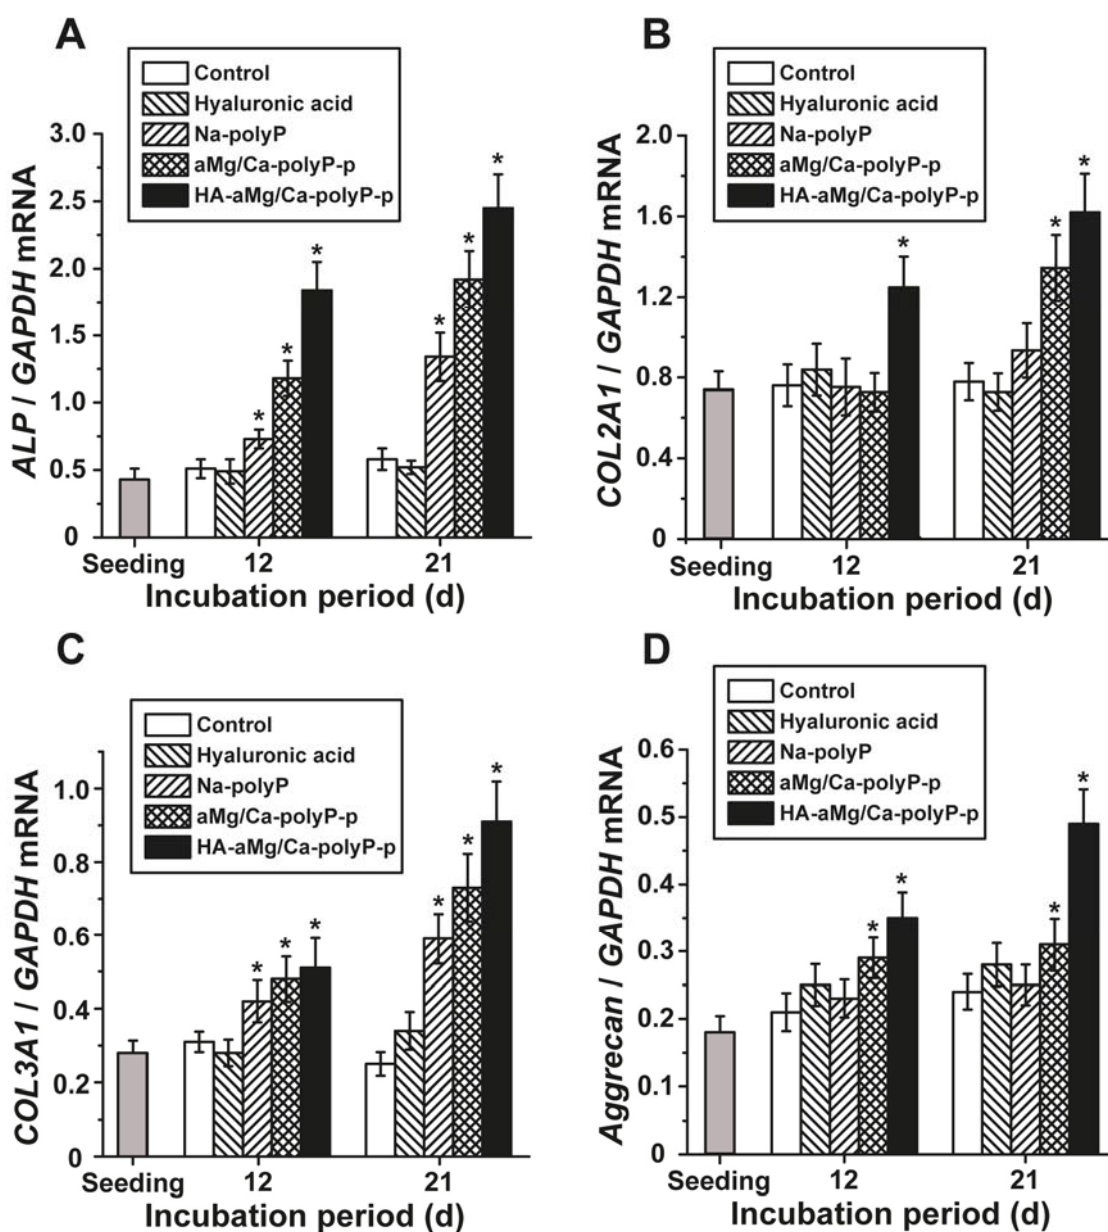 A
Control
Hyaluronic acid
Na-polyP
aMg/Ca-polyP-p
HA-aMg/Ca-polyP-p
ALP / GAPDH mRNA
3.0
2.5
2.0
1.5
1.0
0.5
0
* * * * * *
Seeding 12 21
Incubation period (d)
B
Control
Hyaluronic acid
Na-polyP
aMg/Ca-polyP-p
HA-aMg/Ca-polyP-p
COL2A1 / GAPDH mRNA
2.0
1.6
1.2
0.8
0.4
0
* * *
Seeding 12 21
Incubation period (d)
C
Control
Hyaluronic acid
Na-polyP
aMg/Ca-polyP-p
HA-aMg/Ca-polyP-p
COL3A1 / GAPDH mRNA
1.0
0.8
0.6
0.4
0.2
0
* * * * * *
Seeding 12 21
Incubation period (d)
D
Control
Hyaluronic acid
Na-polyP
aMg/Ca-polyP-p
HA-aMg/Ca-polyP-p
Aggrecan / GAPDH mRNA
0.6
0.5
0.4
0.3
0.2
0.1
0
* * * *
Seeding 12 21
Incubation period (d)